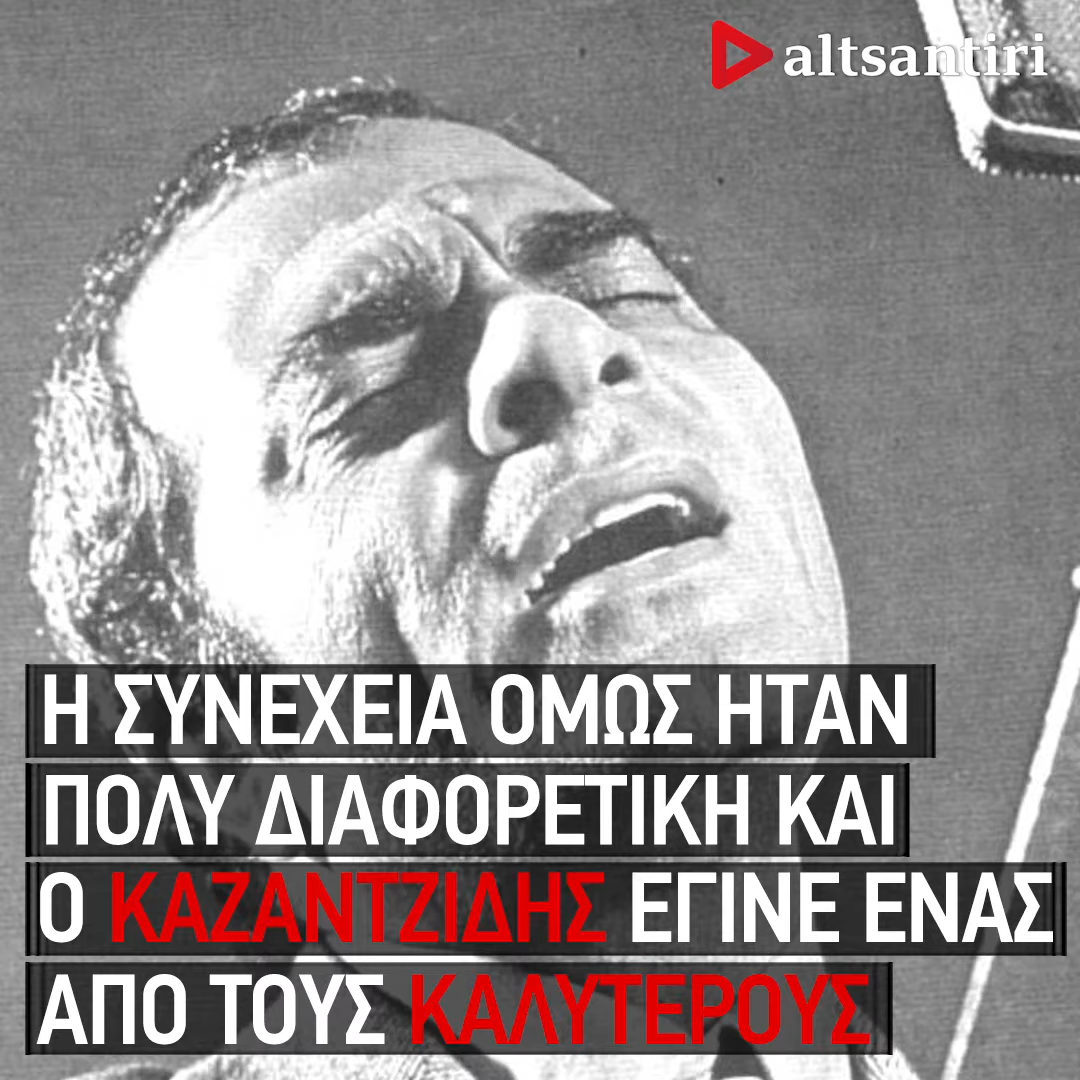 altsantiri
Η ΣΥΝΕΧΕΙΑ ΟΜΩΣ ΗΤΑΝ
ΠΟΛΥ ΔΙΑΦΟΡΕΤΙΚΗ ΚΑΙ
Ο ΚΑΖΑΝΤΖΙΔΗΣ ΕΓΙΝΕ ΕΝΑΣ
ΑΠΟ ΤΟΥΣ ΚΑΛΥΤΕΡΟΥΣ